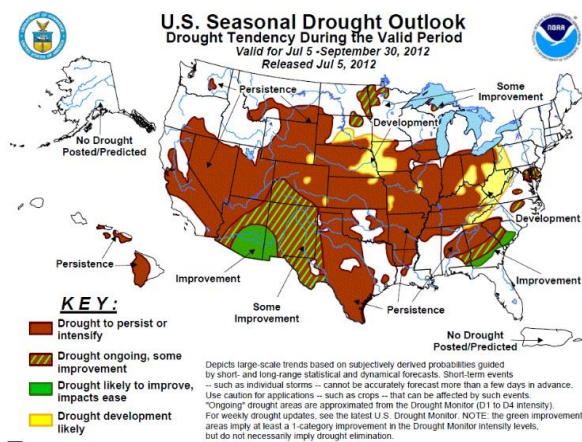 U.S. Seasonal Drought Outlook
Drought Tendency During the Valid Period
Valid for Jul 5 -September 30, 2012
Released Jul 5, 2012
NOAA
Persistence
Some
Improvement
Development
No Drought
Posted/Predicted
Development
Persistence
Improvement
Some
Improvement
Persistence
Improvement
No Drought
Posted/Predicted
KEY:
Drought to persist or
intensify
Drought ongoing, some
improvement
Drought likely to improve,
impacts ease
Drought development
likely
Depicts large-scale trends based on subjectively derived probabilities guided
by short- and long-range statistical and dynamical forecasts. Short-term events
-- such as individual storms -- cannot be accurately forecast more than a few days in advance.
Use caution for applications -- such as crops -- that can be affected by such events.
"Ongoing" drought areas are approximated from the Drought Monitor (D1 to D4 intensity).
For weekly drought updates, see the latest U.S. Drought Monitor. NOTE: the green improvement
areas imply at least a 1-category improvement in the Drought Monitor intensity levels,
but do not necessarily imply drought elimination.